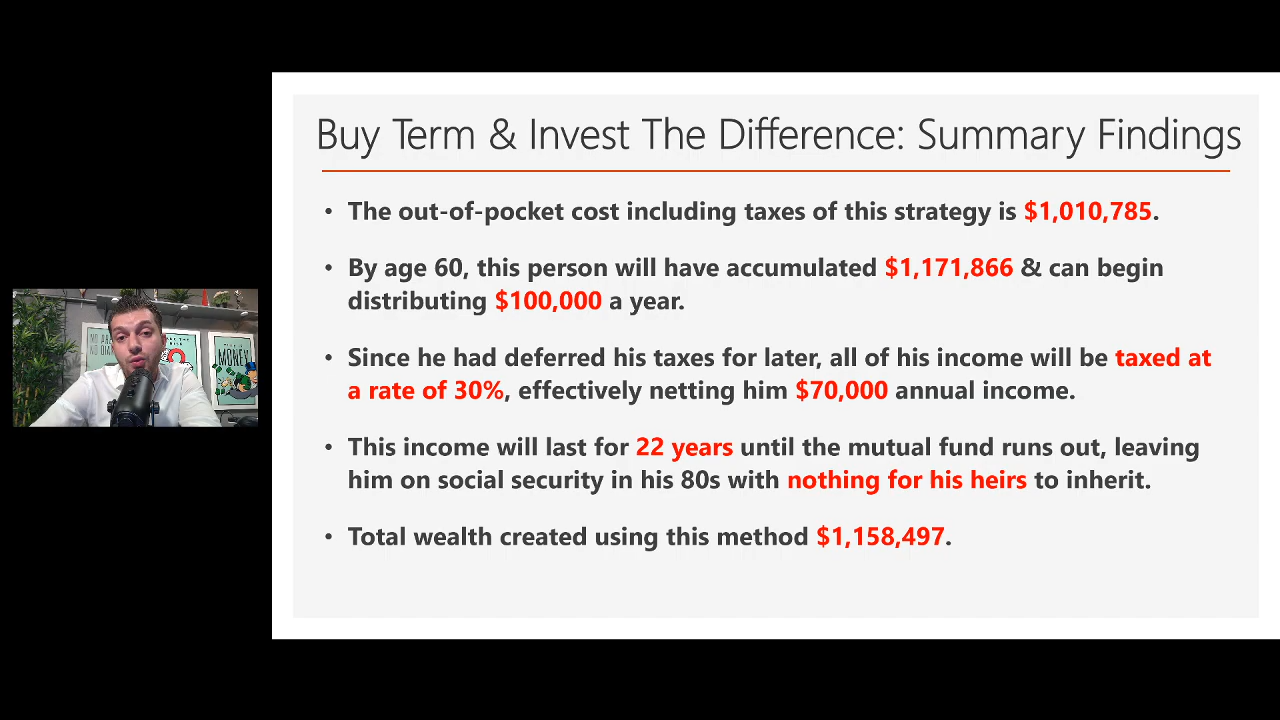 Buy Term & Invest The Difference: Summary Findings
• The out-of-pocket cost including taxes of this strategy is $1,010,785.
• By age 60, this person will have accumulated $1,171,866 & can begin
distributing $100,000 a year.
• Since he had deferred his taxes for later, all of his income will be taxed at
a rate of 30%, effectively netting him $70,000 annual income.
• This income will last for 22 years until the mutual fund runs out, leaving
him on social security in his 80s with nothing for his heirs to inherit.
• Total wealth created using this method $1,158,497.
MONEY